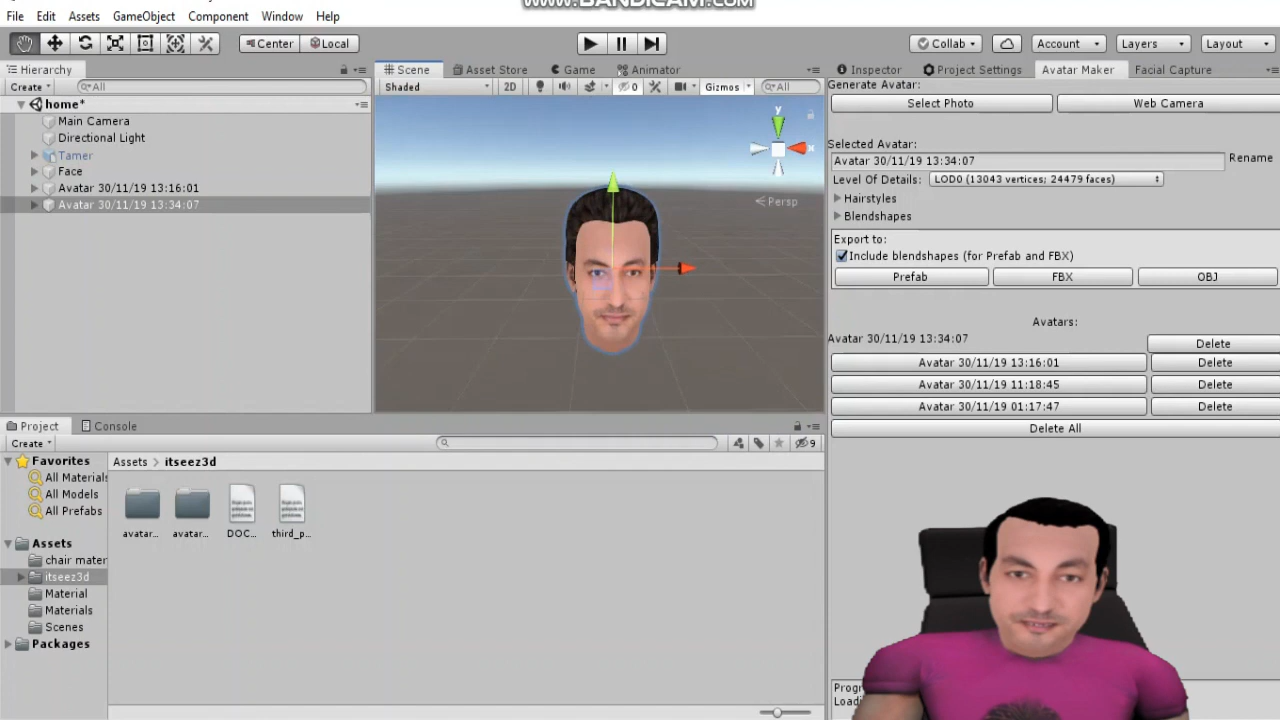 www.BANDICAM.COM
File Edit Assets GameObject Component Window Help
Center Local Collab Account Layers Layout
Hierarchy Scene Asset Store Game Animator Inspector Project Settings Avatar Maker Facial Capture
Create All Shaded 2D 0 Gizmos All
Generate Avatar:
Select Photo Web Camera
home*
Main Camera
Directional Light
Tamer
Face
Avatar 30/11/19 13:16:01
Avatar 30/11/19 13:34:07
y
x
Persp
Selected Avatar:
Avatar 30/11/19 13:34:07 Rename
Level Of Details: LOD0 (13043 vertices; 24479 faces)
Hairstyles
Blendshapes
Export to:
Include blendshapes (for Prefab and FBX)
Prefab FBX OBJ
Avatars:
Avatar 30/11/19 13:34:07 Delete
Avatar 30/11/19 13:16:01 Delete
Avatar 30/11/19 11:18:45 Delete
Avatar 30/11/19 01:17:47 Delete
Delete All
Project Console
Create 9
Favorites
All Materials
All Models
All Prefabs
Assets
chair mater
itseez3d
Material
Materials
Scenes
Packages
Assets > itseez3d
avatar... avatar... DOC... third_p...
Progr
Loadi